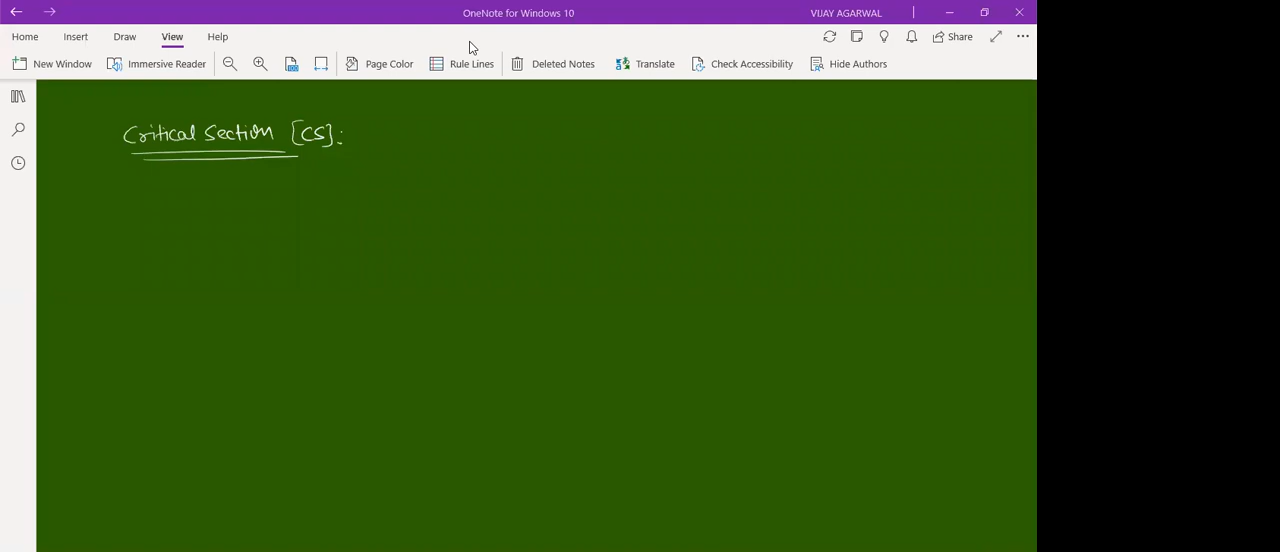 OneNote for Windows 10
VIJAY AGARWAL
Home Insert Draw View Help
Share
New Window Immersive Reader Page Color Rule Lines Deleted Notes Translate Check Accessibility Hide Authors
Critical Section [CS]: